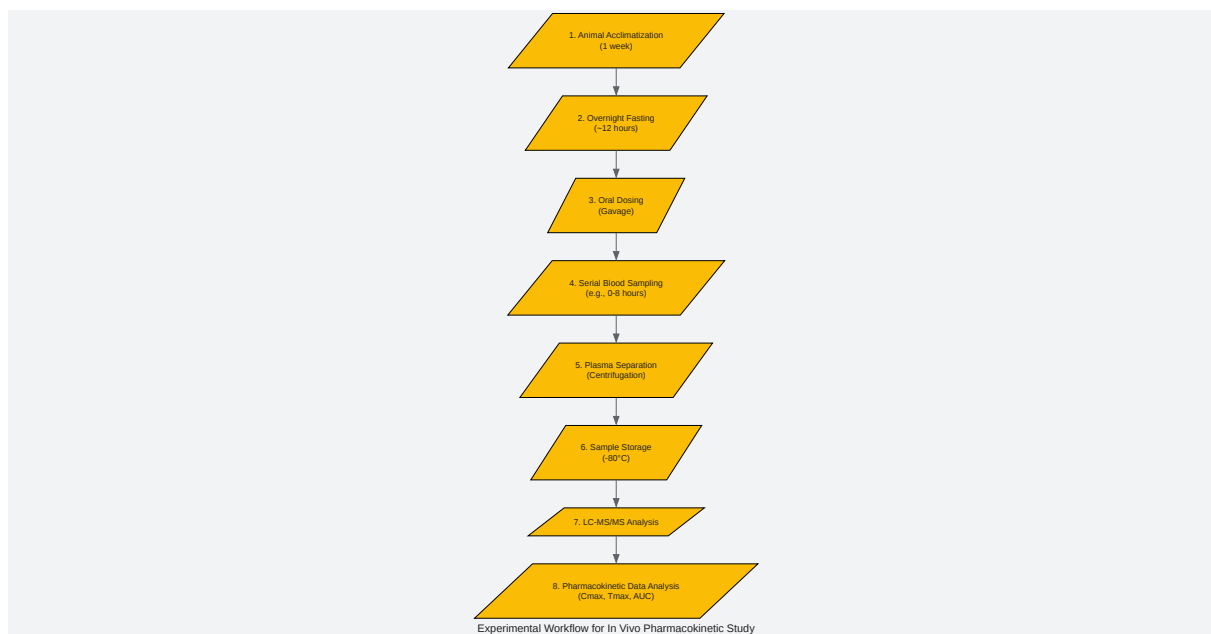 1. Animal Acclimatization
(1 week)
2. Overnight Fasting
(~12 hours)
3. Oral Dosing
(Gavage)
4. Serial Blood Sampling
(e.g., 0-8 hours)
5. Plasma Separation
(Centrifugation)
6. Sample Storage
(-80°C)
7. LC-MS/MS Analysis
8. Pharmacokinetic Data Analysis
(Cmax, Tmax, AUC)
Experimental Workflow for In Vivo Pharmacokinetic Study